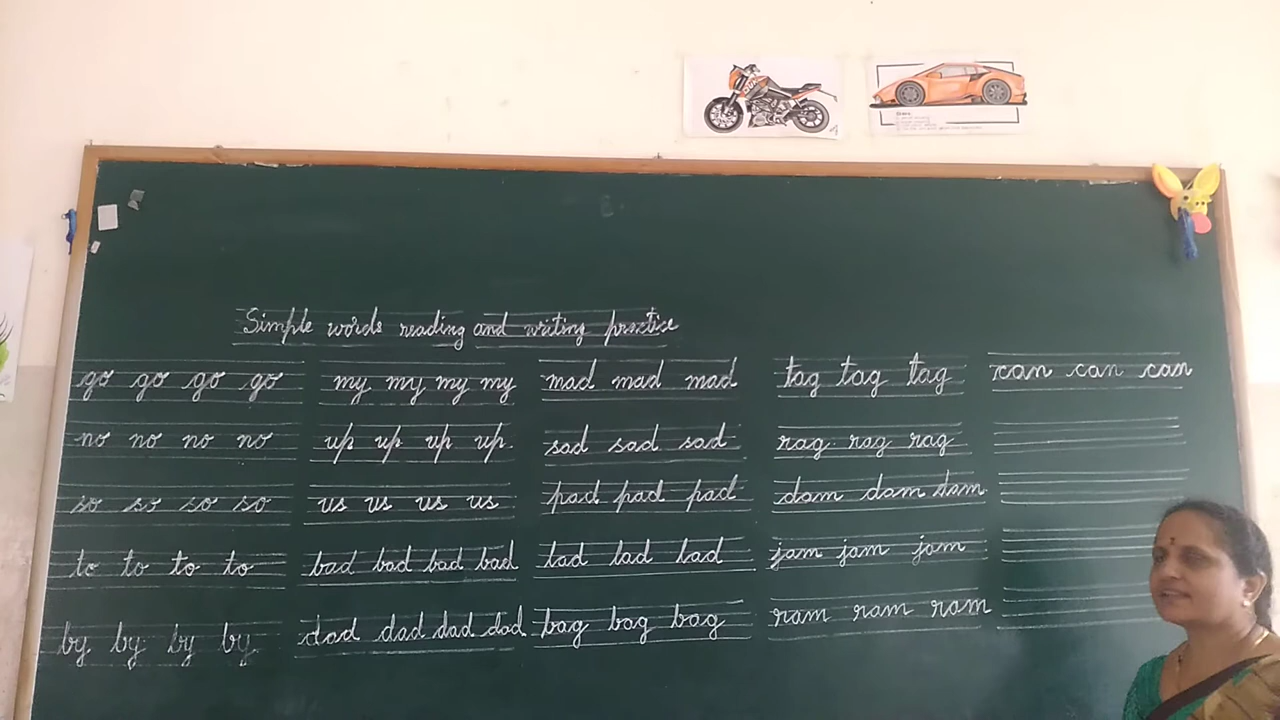 Simple words reading and writing practice
go go go go my my my my mad mad mad tag tag tag can can can
no no no no up up up up. sad sad sad rag rag rag
so so so so us us us us pad pad pad dam dam dam
to to to to bad bad bad bad lad lad jam jam jam
by by by by dad dad dad dad bag bag bag ram ram ram
DUKE